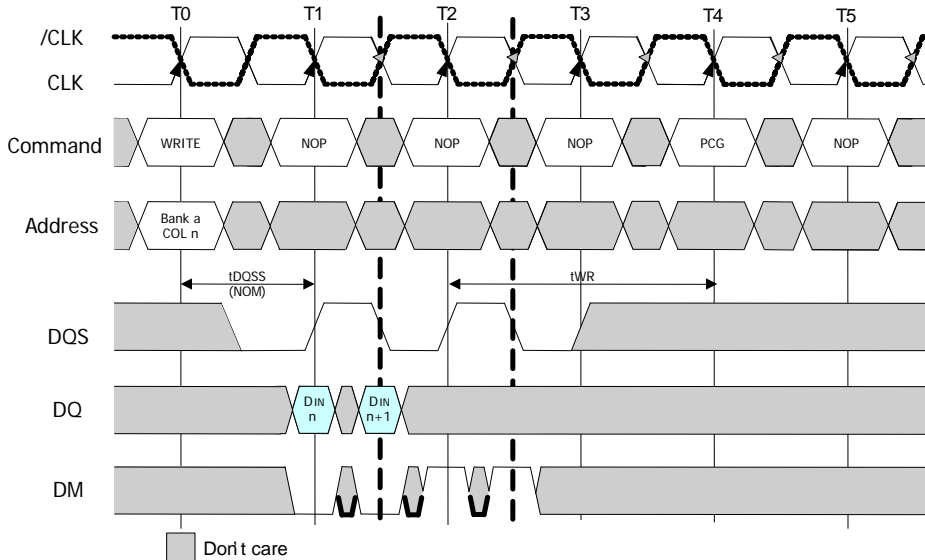 T0 T1 T2 T3 T4 T5
/CLK
CLK
Command WRITE NOP NOP NOP PCG NOP
Address Bank a
COL n
tDQSS
(NOM)
tWR
DQS
DQ DIN
n
DIN
n+1
DM
Don't care